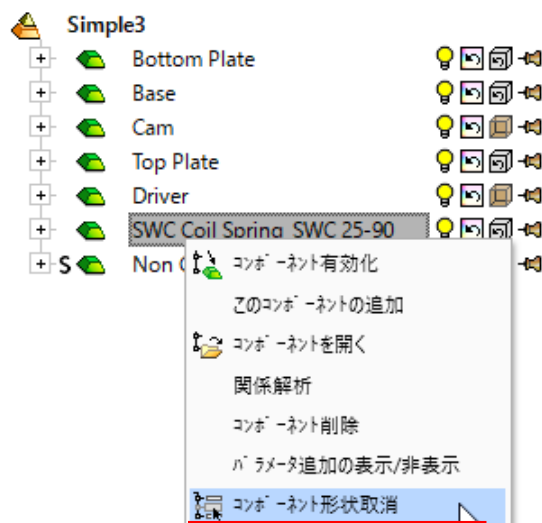 Simple3
Bottom Plate
Base
Cam
Top Plate
Driver
SWC Coil Spring SWC 25-90
S Non
ｺﾝﾎﾟｰﾈﾝﾄ有効化
このｺﾝﾎﾟｰﾈﾝﾄの追加
ｺﾝﾎﾟｰﾈﾝﾄを開く
関係解析
ｺﾝﾎﾟｰﾈﾝﾄ削除
ﾊﾟﾗﾒｰﾀ追加の表示/非表示
ｺﾝﾎﾟｰﾈﾝﾄ形状取消